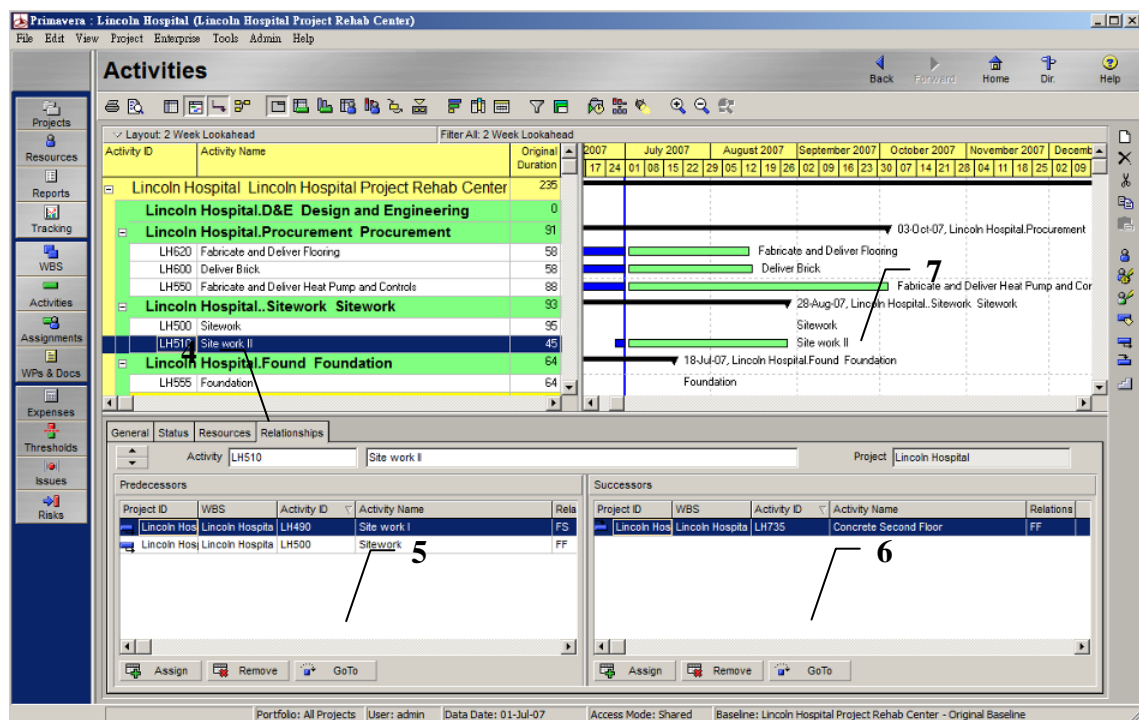 Primavera : Lincoln Hospital (Lincoln Hospital Project Rehab Center)
File Edit View Project Enterprise Tools Admin Help
Activities
Back Forward Home Dir. Help
Projects
Resources
Reports
Tracking
WBS
Activities
Assignments
WPs & Docs
Expenses
Thresholds
Issues
Risks
Layout: 2 Week Lookahead Filter All: 2 Week Lookahead
Activity ID Activity Name Original Duration
2007 July 2007 August 2007 September 2007 October 2007 November 2007 Decemb
17 24 01 08 15 22 29 05 12 19 26 02 09 16 23 30 07 14 21 28 04 11 18 25 02 09
Lincoln Hospital Lincoln Hospital Project Rehab Center 235
Lincoln Hospital.D&E Design and Engineering 0
Lincoln Hospital.Procurement Procurement 91 03-Oct-07, Lincoln Hospital.Procurement
LH620 Fabricate and Deliver Flooring 58 Fabricate and Deliver Flooring
LH600 Deliver Brick 58 Deliver Brick
7
LH550 Fabricate and Deliver Heat Pump and Controls 88 Fabricate and Deliver Heat Pump and Cor
Lincoln Hospital..Sitework Sitework 93 28-Aug-07, Lincoln Hospital..Sitework Sitework
LH500 Sitework 95 Sitework
LH510 Site work II 45 Site work II
4
Lincoln Hospital.Found Foundation 64 18-Jul-07, Lincoln Hospital.Found Foundation
LH555 Foundation 64 Foundation
General Status Resources Relationships
Activity LH510 Site work II Project Lincoln Hospital
Predecessors
Project ID WBS Activity ID Activity Name Rela
Lincoln Hos Lincoln Hospita LH490 Site work I FS
Lincoln Hosp Lincoln Hospita LH500 Sitework FF
5
Assign Remove GoTo
Successors
Project ID WBS Activity ID Activity Name Relations
Lincoln Hos Lincoln Hospita LH735 Concrete Second Floor FF
6
Assign Remove GoTo
Portfolio: All Projects User: admin Data Date: 01-Jul-07 Access Mode: Shared Baseline: Lincoln Hospital Project Rehab Center - Original Baseline